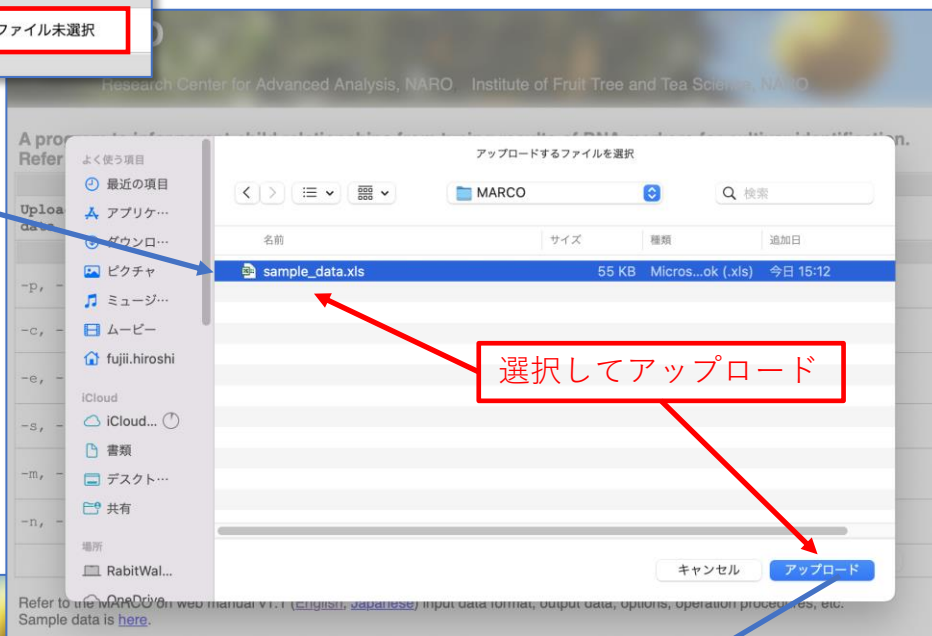 ファイル未選択
Research Center for Advanced Analysis, NARO Institute of Fruit Tree and Tea Science, NARO
A pro
n.
Refer
アップロードするファイルを選択
よく使う項目
最近の項目
MARCO
検索
Uploa
data
アプリケ…
ダウンロ…
名前
サイズ
種類
追加日
ピクチャ
sample_data.xls
55 KB
Micros...ok (.xls)
今日 15:12
-p, -
ミュージ…
-c, -
ムービー
fujii.hiroshi
選択してアップロード
-e, -
iCloud
-s, -
iCloud...
書類
-m, -
デスクト…
-n, -
共有
場所
RabitWal...
キャンセル
アップロード
OneDrive
Refer to the MARCO on web manual v1.1 (English, Japanese) input data format, output data, options, operation procedures, etc.
Sample data is here.